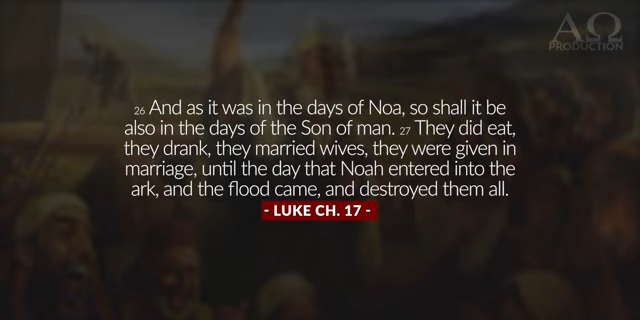 ΑΩ
PRODUCTION
26 And as it was in the days of Noa, so shall it be
also in the days of the Son of man. 27 They did eat,
they drank, they married wives, they were given in
marriage, until the day that Noah entered into the
ark, and the flood came, and destroyed them all.
- LUKE CH. 17 -